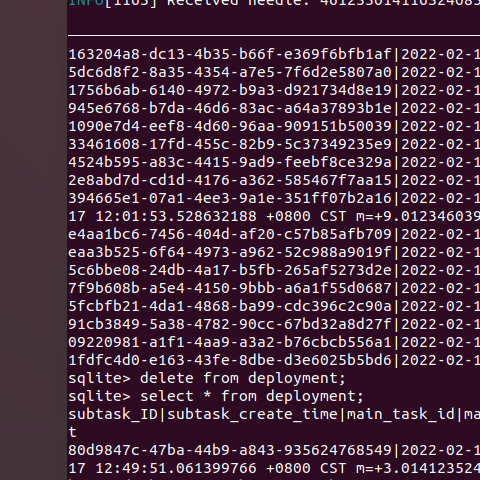 INFO[1163] Received needle:
163204a8-dc13-4b35-b66f-e369f6bfb1af|2022-02-1
5dc6d8f2-8a35-4354-a7e5-7f6d2e5807a0|2022-02-1
1756b6ab-6140-4972-b9a3-d921734d8e19|2022-02-1
945e6768-b7da-46d6-83ac-a64a37893b1e|2022-02-1
1090e7d4-eef8-4d60-96aa-909151b50039|2022-02-1
33461608-17fd-455c-82b9-5c37349235e9|2022-02-1
4524b595-a83c-4415-9ad9-feebf8ce329a|2022-02-1
2e8abd7d-cd1d-4176-a362-585467f7aa15|2022-02-1
394665e1-07a1-4ee3-9a1e-351ff07b2a16|2022-02-1
17 12:01:53.528632188 +0800 CST m=+9.012346039
e4aa1bc6-7456-404d-af20-c57b85afb709|2022-02-1
eaa3b525-6f64-4973-a962-52c988a9019f|2022-02-1
5c6bbe08-24db-4a17-b5fb-265af5273d2e|2022-02-1
7f9b608b-a5e4-4150-9bbb-a6a1f55d0687|2022-02-1
5fcbfb21-4da1-4868-ba99-cdc396c2c90a|2022-02-1
91cb3849-5a38-4782-90cc-67bd32a8d27f|2022-02-1
09220981-a1f1-4aa9-a3a2-b76cbcb556a1|2022-02-1
1fdfc4d0-e163-43fe-8dbe-d3e6025b5bd6|2022-02-1
sqlite> delete from deployment;
sqlite> select * from deployment;
subtask_ID|subtask_create_time|main_task_id|ma
t
80d9847c-47ba-44b9-a843-935624768549|2022-02-1
17 12:49:51.061399766 +0800 CST m=+3.014123524